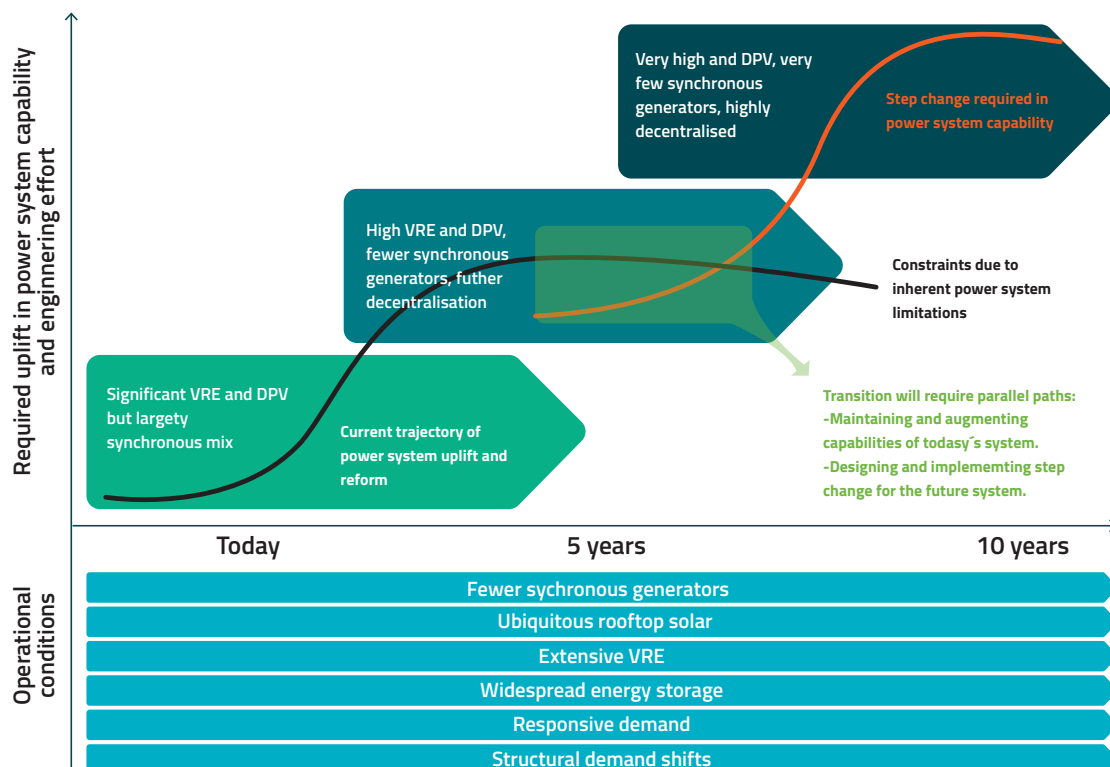 Required uplift in power system capability
and enginnering effort
Very high and DPV, very
few synchronous
generators, highly
decentralised
Step change required in
power system capability
High VRE and DPV,
fewer synchronous
generators, futher
decentralisation
Constraints due to
inherent power system
limitations
Significant VRE and DPV
but largety
synchronous mix
Current trajectory of
power system uplift and
reform
Transition will require parallel paths:
-Maintaining and augmenting
capabilities of todasy´s system.
-Designing and implememting step
change for the future system.
Today
5 years
10 years
Operational
conditions
Fewer sychronous generators
Ubiquitous rooftop solar
Extensive VRE
Widespread energy storage
Responsive demand
Structural demand shifts